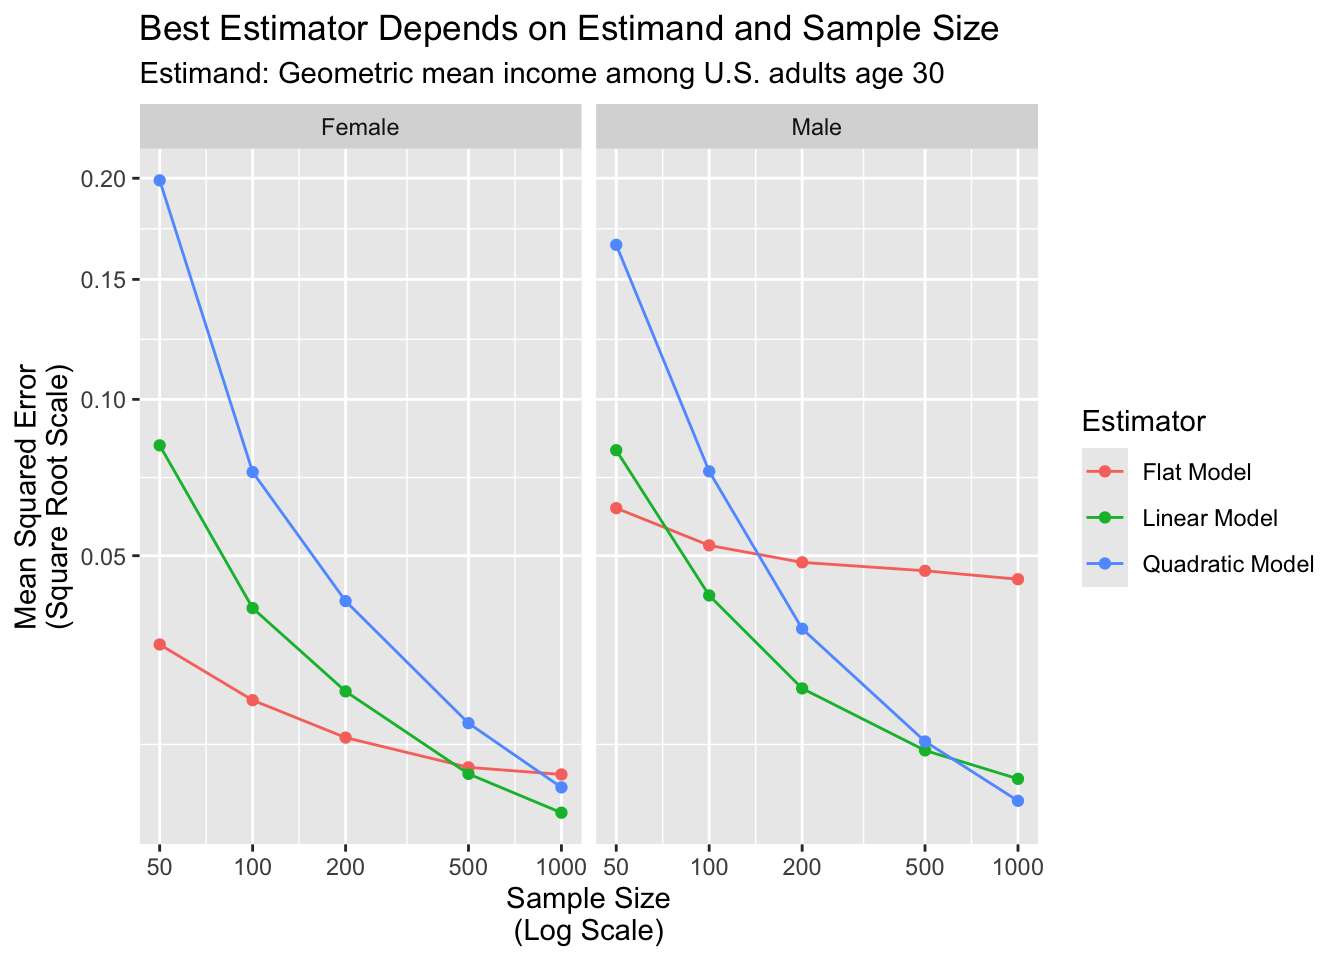 Best Estimator Depends on Estimand and Sample Size
Estimand: Geometric mean income among U.S. adults age 30
Female
Male
0.20
0.15
0.10
0.05
Mean Squared Error
(Square Root Scale)
50
100
200
500
1000
50
100
200
500
1000
Sample Size
(Log Scale)
Estimator
Flat Model
Linear Model
Quadratic Model